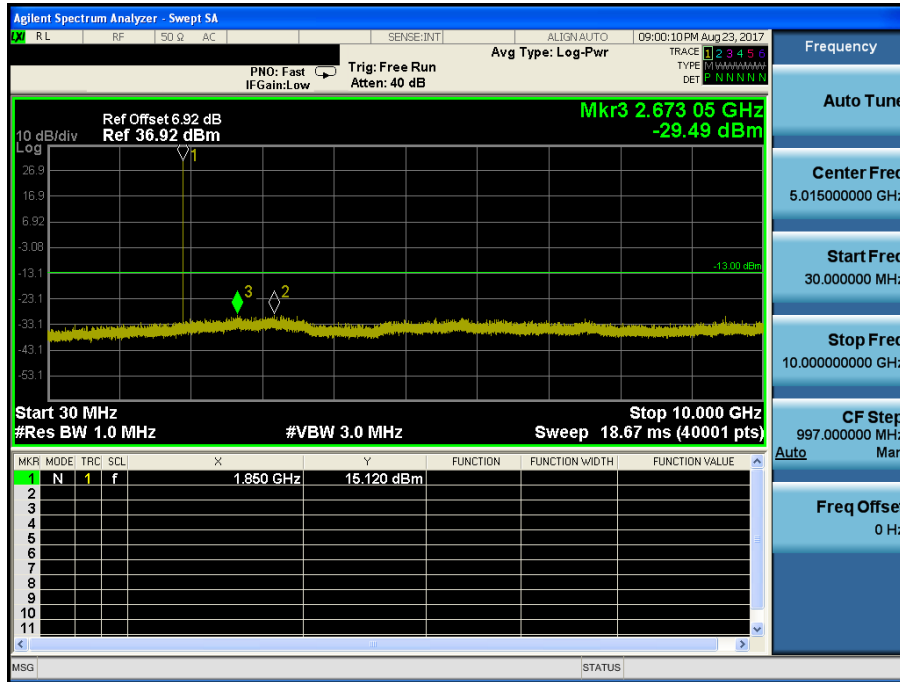 Agilent Spectrum Analyzer - Swept SA
LXI RL RF 50 Ω AC SENSE:INT ALIGN AUTO 09:00:10 PM Aug 23, 2017
Avg Type: Log-Pwr TRACE 1 2 3 4 5 6
PNO: Fast Trig: Free Run TYPE M WWWWW
IFGain:Low Atten: 40 dB DET P N N N N N
Mkr3 2.673 05 GHz
-29.49 dBm
Ref Offset 6.92 dB
10 dB/div Ref 36.92 dBm
Log
1
26.9
16.9
6.92
-3.08
-13.00 dBm
-13.1
3 2
-23.1
-33.1
-43.1
-53.1
Start 30 MHz Stop 10.000 GHz
#Res BW 1.0 MHz #VBW 3.0 MHz Sweep 18.67 ms (40001 pts)
MKR MODE TRC SCL X Y FUNCTION FUNCTION WIDTH FUNCTION VALUE
1 N 1 f 1.850 GHz 15.120 dBm
2
3
4
5
6
7
8
9
10
11
MSG STATUS
Frequency
Auto Tune
Center Freq
5.015000000 GHz
Start Freq
30.000000 MHz
Stop Freq
10.000000000 GHz
CF Step
997.000000 MHz
Auto Man
Freq Offset
0 Hz